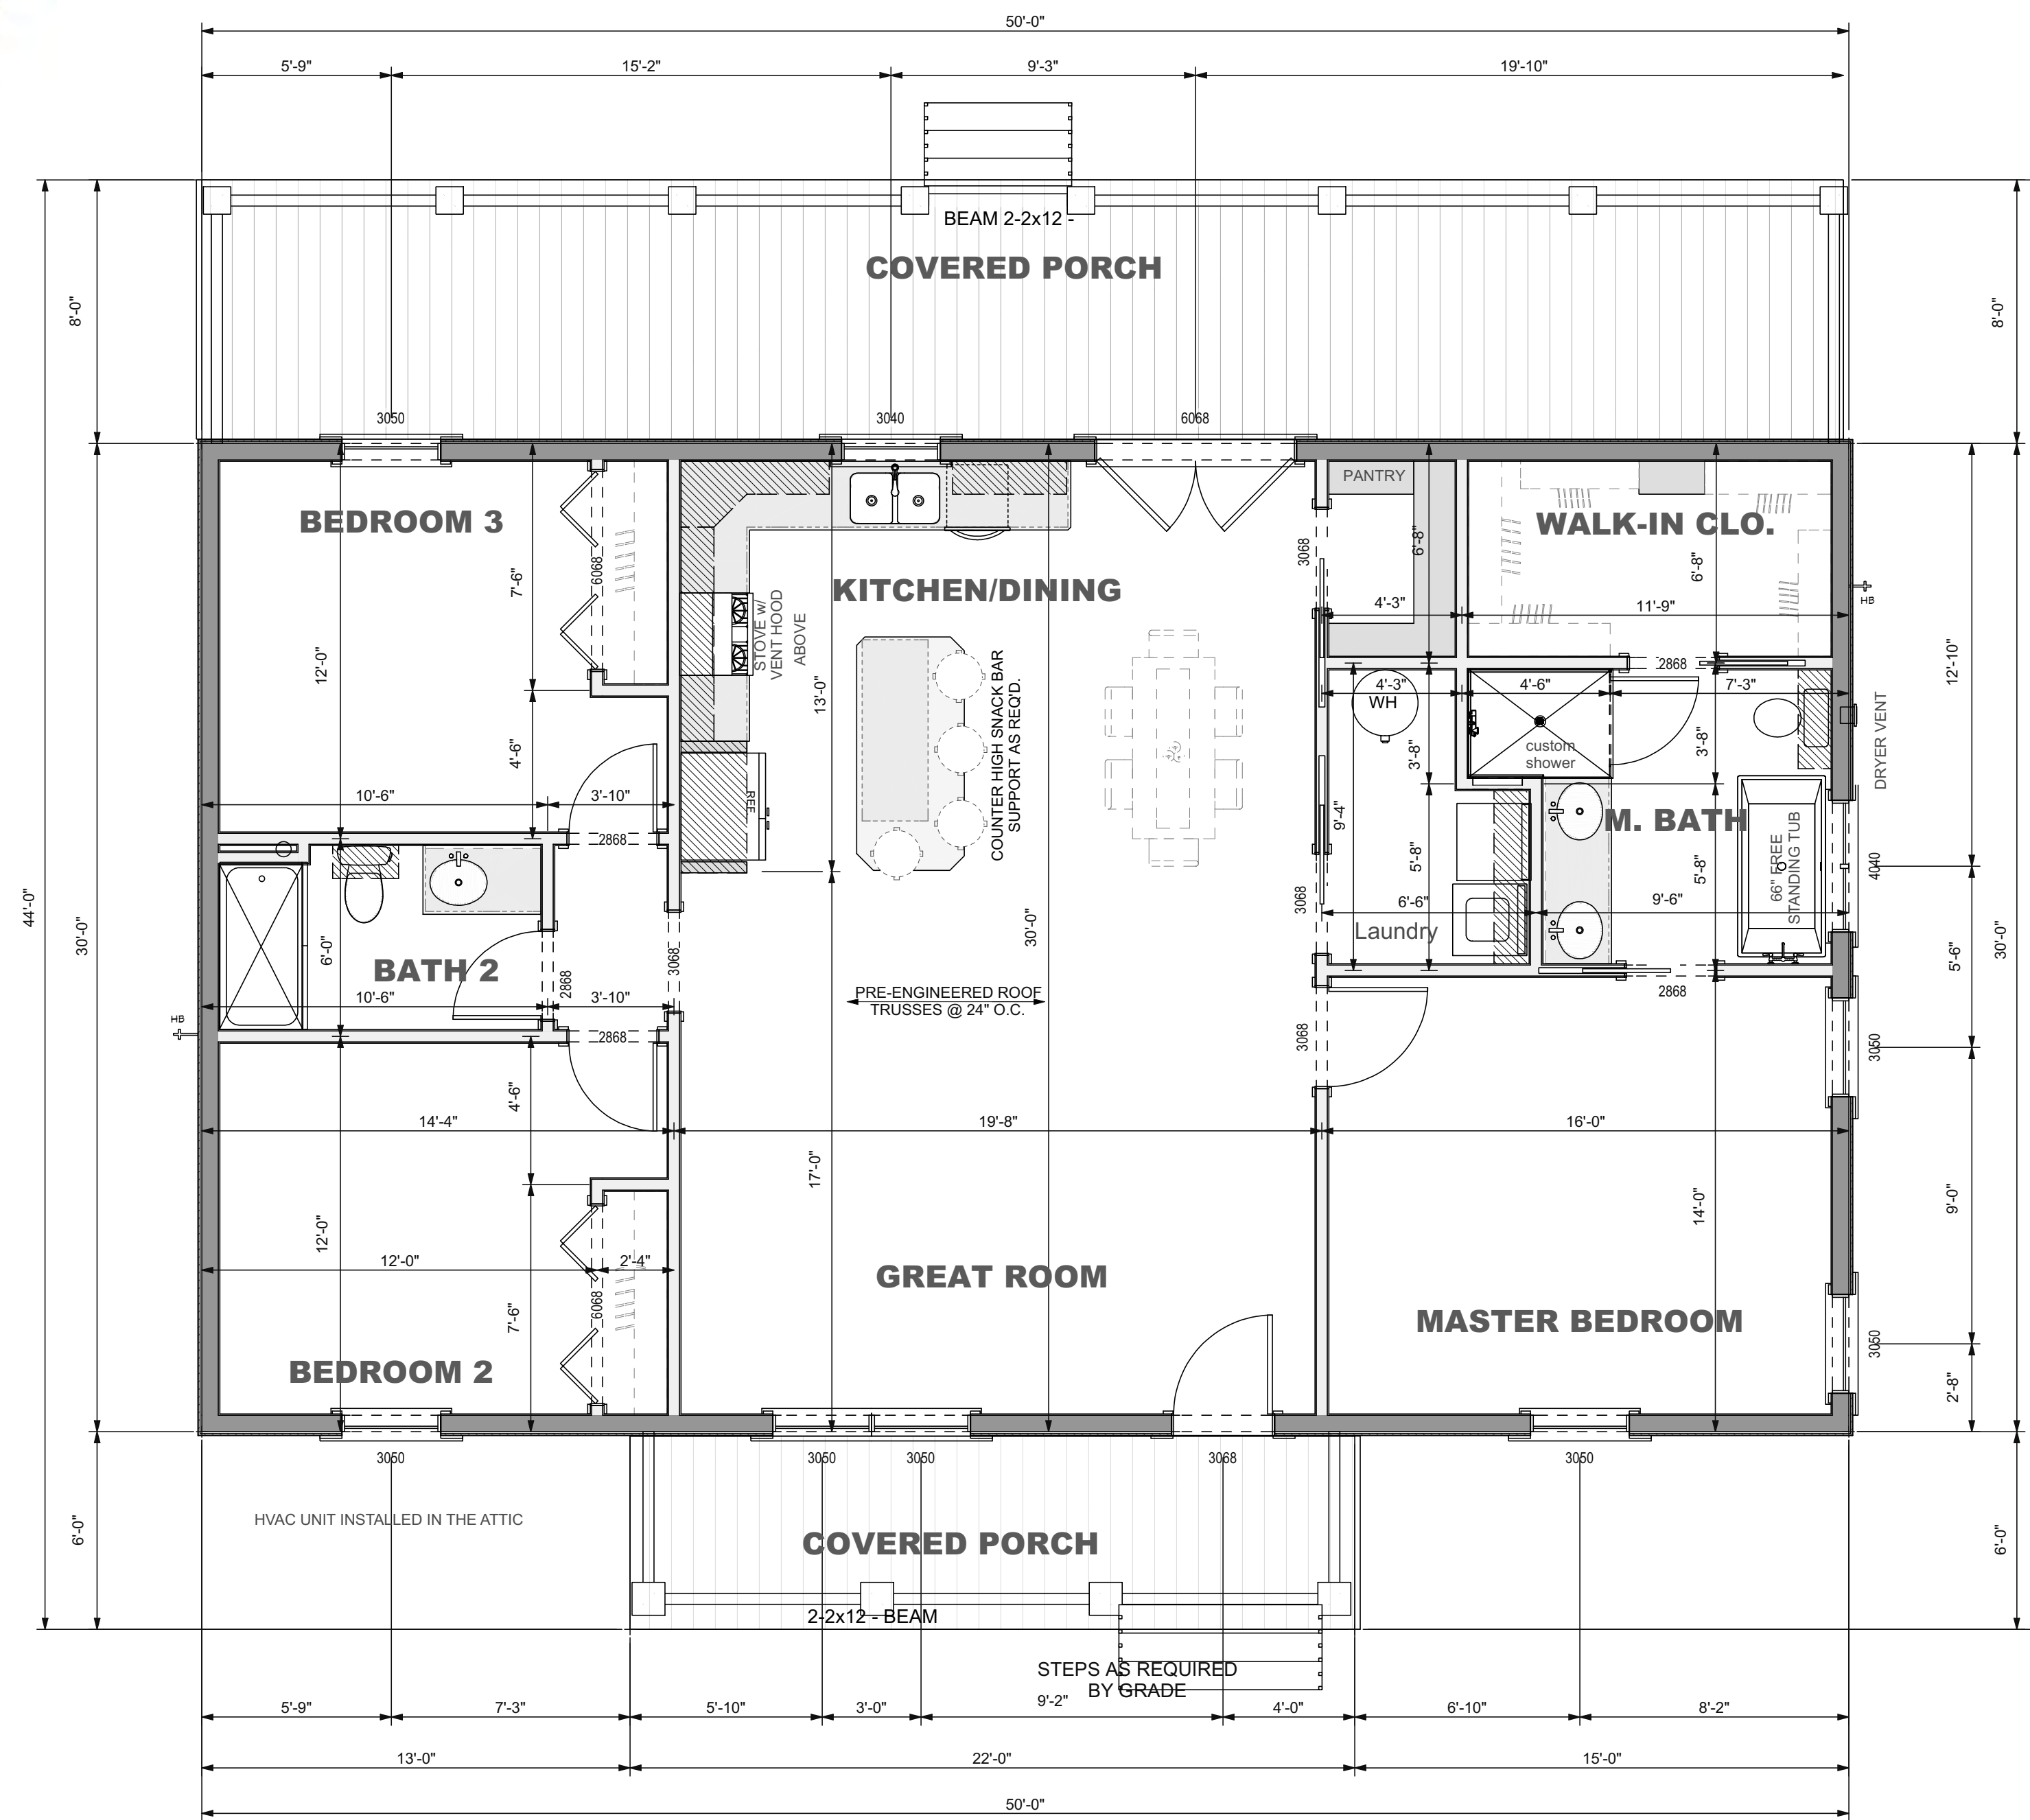 50'-0"
5'-9" 15'-2" 9'-3" 19'-10"
BEAM 2-2x12 -
COVERED PORCH
8'-0"
8'-0"
3050 3040 6068
PANTRY
BEDROOM 3
WALK-IN CLO.
6'-8"
3068
6'-8"
6068
7'-6"
KITCHEN/DINING
HB
4'-3" 11'-9"
STOVE w/
VENT HOOD
ABOVE
12'-0"
12'-10"
13'-0"
COUNTER HIGH SNACK BAR
SUPPORT AS REQ'D.
2868
4'-3" 4'-6" 7'-3"
WH
custom
shower
3'-8"
3'-8"
DRYER VENT
4'-6"
10'-6" 3'-10"
REF
9'-4"
M. BATH
2868
66" FREE
STANDING TUB
4040
5'-8"
5'-8"
44'-0"
30'-0"
3068
6'-6" 9'-6"
Laundry
30'-0"
6'-0"
BATH 2
3068
2868
5'-6"
30'-0"
10'-6" 3'-10"
PRE-ENGINEERED ROOF
TRUSSES @ 24" O.C.
2868
HB
2868
3068
3050
4'-6"
14'-4" 19'-8" 16'-0"
17'-0"
14'-0"
9'-0"
12'-0"
12'-0" 2'-4"
GREAT ROOM
6068
7'-6"
MASTER BEDROOM
3050
BEDROOM 2
2'-8"
3050 3050 3050 3068 3050
HVAC UNIT INSTALLED IN THE ATTIC
6'-0"
COVERED PORCH
6'-0"
2-2x12 - BEAM
STEPS AS REQUIRED
BY GRADE
5'-9" 7'-3" 5'-10" 3'-0" 9'-2" 4'-0" 6'-10" 8'-2"
13'-0" 22'-0" 15'-0"
50'-0"